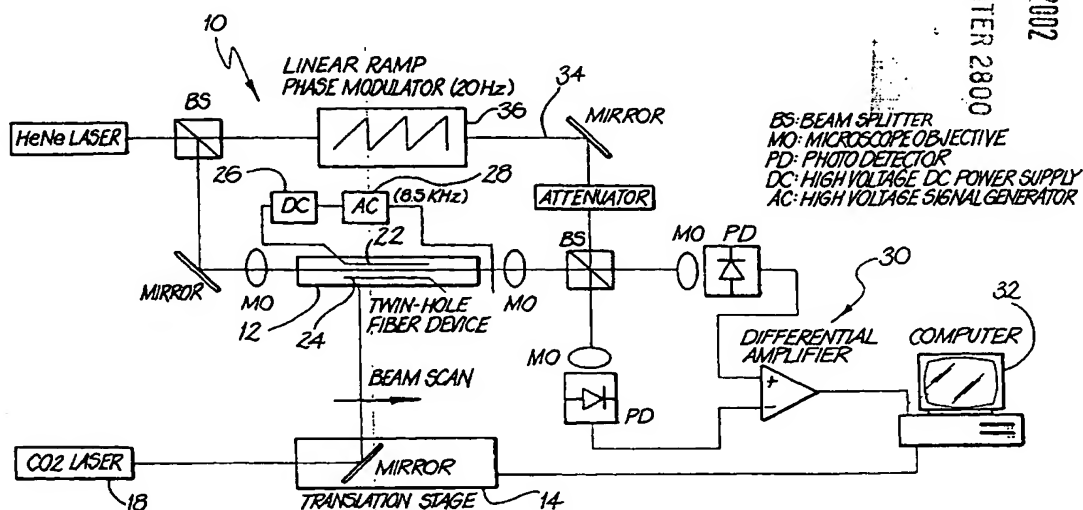 2002
TER 2800
10
LINEAR RAMP
PHASE MODULATOR (20Hz)
34
36
MIRROR
BS
HeNe LASER
BS: BEAM SPLITTER
MO: MICROSCOPE OBJECTIVE
PD: PHOTO DETECTOR
DC: HIGH VOLTAGE DC POWER SUPPLY
AC: HIGH VOLTAGE SIGNAL GENERATOR
26
28
DC
AC
(8.5 KHz)
ATTENUATOR
BS
MO
PD
22
30
MIRROR
MO
12
24
TWIN-HOLE
FIBER DEVICE
MO
32
DIFFERENTIAL
AMPLIFIER
COMPUTER
MO
+
−
BEAM SCAN
PD
CO2 LASER
MIRROR
18
TRANSLATION STAGE
14